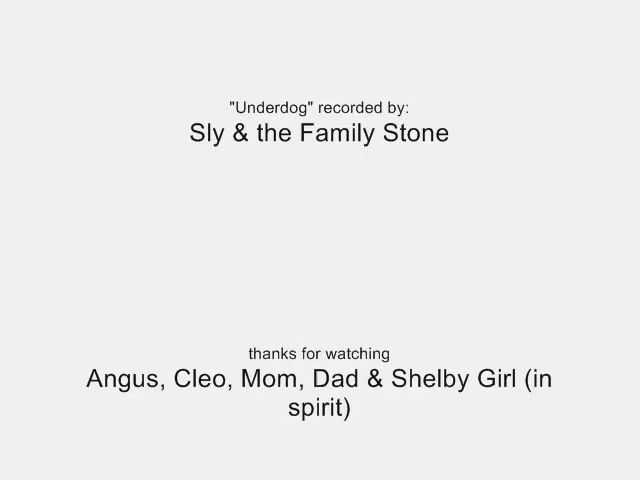 "Underdog" recorded by:
Sly & the Family Stone
thanks for watching
Angus, Cleo, Mom, Dad & Shelby Girl (in
spirit)